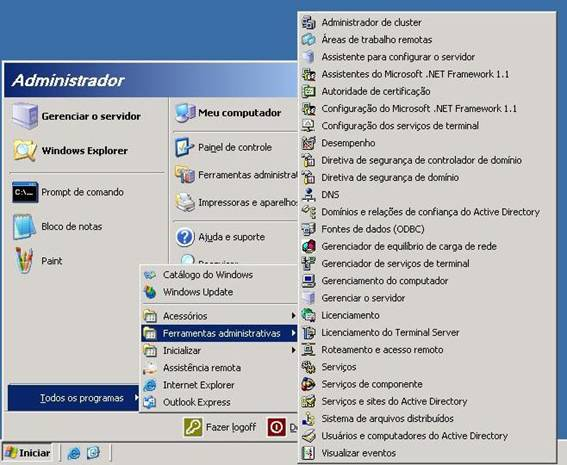 Administrador
Gerenciar o servidor
Windows Explorer
Prompt de comando
Bloco de notas
Paint
Todos os programas
Meu computador
Painel de controle
Ferramentas administra
Impressoras e aparelho
Ajuda e suporte
Pesquisar
Fazer logoff
Iniciar
Catálogo do Windows
Windows Update
Acessórios
Ferramentas administrativas
Inicializar
Assistência remota
Internet Explorer
Outlook Express
Administrador de cluster
Áreas de trabalho remotas
Assistente para configurar o servidor
Assistentes do Microsoft .NET Framework 1.1
Autoridade de certificação
Configuração do Microsoft .NET Framework 1.1
Configuração dos serviços de terminal
Desempenho
Diretiva de segurança de controlador de domínio
Diretiva de segurança de domínio
DNS
Domínios e relações de confiança do Active Directory
Fontes de dados (ODBC)
Gerenciador de equilíbrio de carga de rede
Gerenciador de serviços de terminal
Gerenciamento do computador
Gerenciar o servidor
Licenciamento
Licenciamento do Terminal Server
Roteamento e acesso remoto
Serviços
Serviços de componente
Serviços e sites do Active Directory
Sistema de arquivos distribuídos
Usuários e computadores do Active Directory
Visualizar eventos